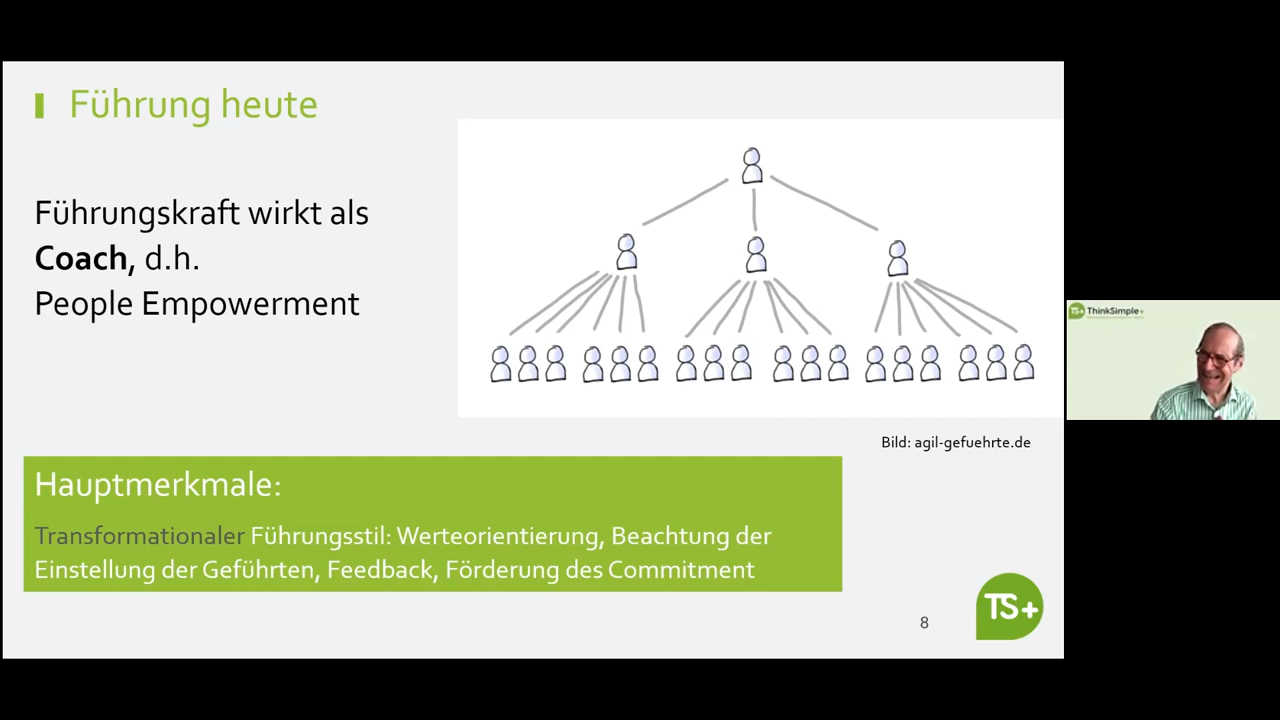 Führung heute
Führungskraft wirkt als
Coach, d.h.
People Empowerment
Bild: agil-gefuehrte.de
Hauptmerkmale:
Transformationaler Führungsstil: Werteorientierung, Beachtung der
Einstellung der Geführten, Feedback, Förderung des Commitment
8
TS+
TS+ ThinkSimple+